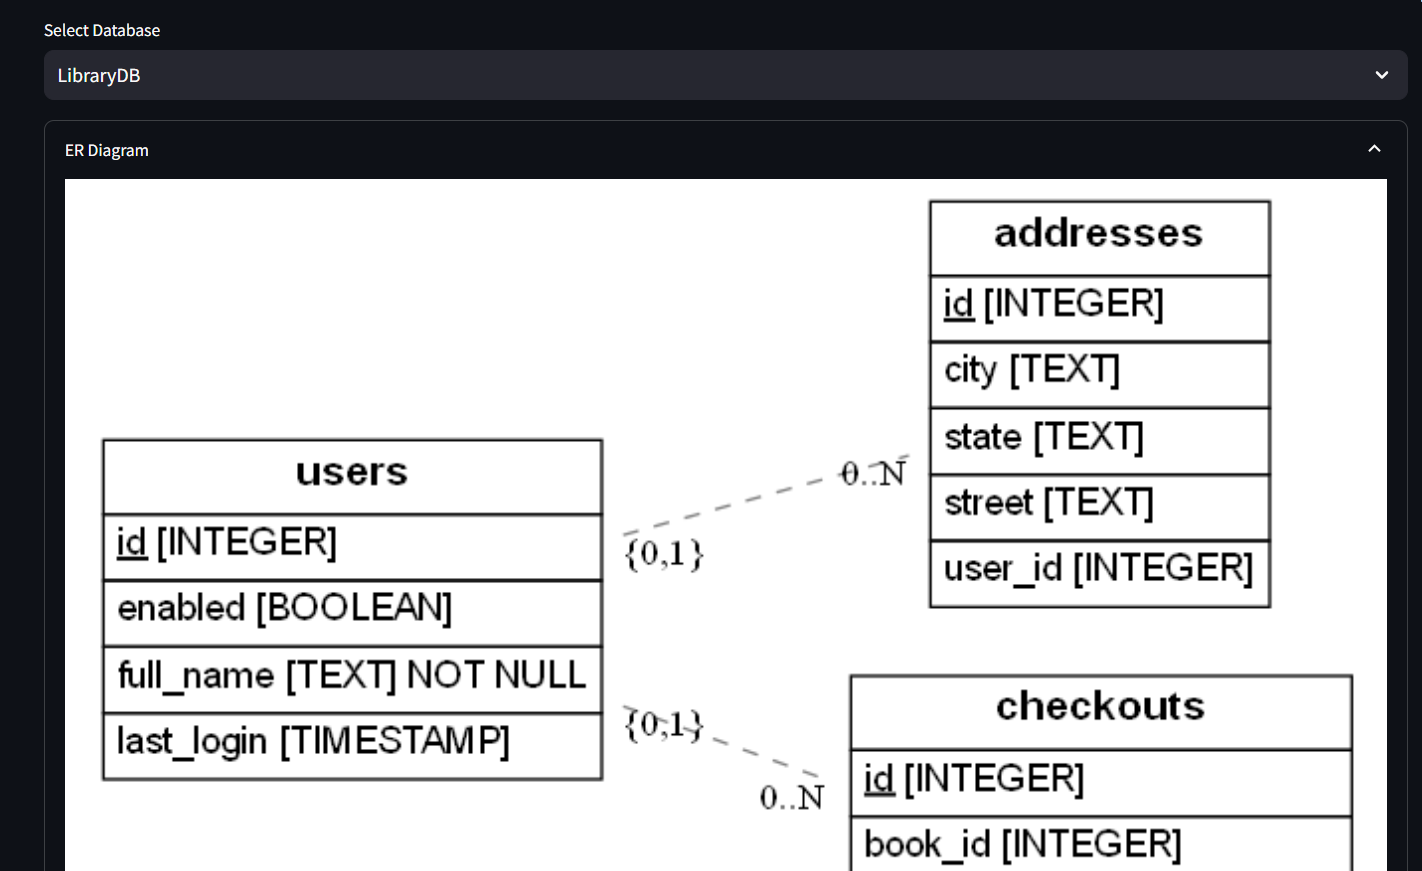 Select Database
LibraryDB
ER Diagram
addresses
id [INTEGER]
city [TEXT]
state [TEXT]
street [TEXT]
user_id [INTEGER]
users
id [INTEGER]
enabled [BOOLEAN]
full_name [TEXT] NOT NULL
last_login [TIMESTAMP]
0..N
{0,1}
{0,1}
0..N
checkouts
id [INTEGER]
book_id [INTEGER]